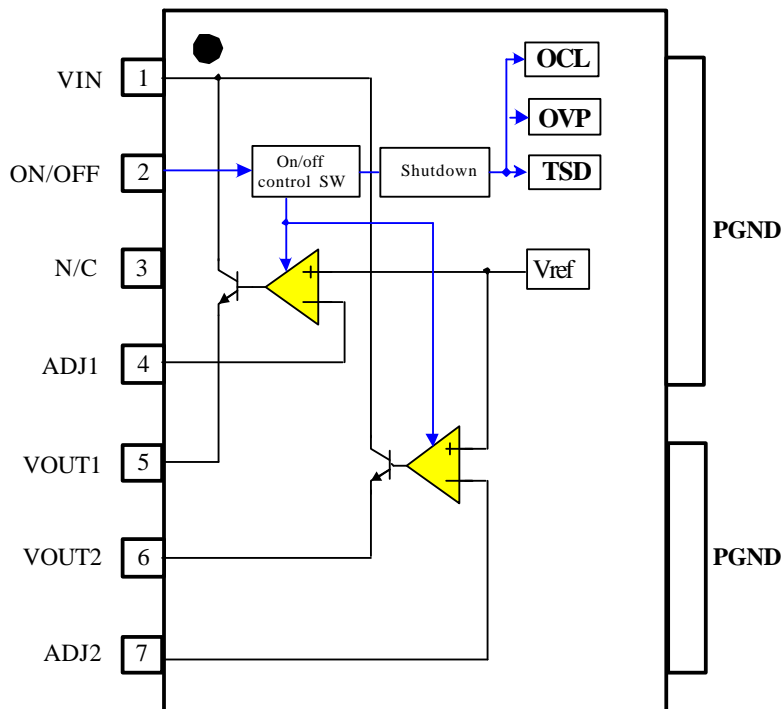 VIN 1
ON/OFF 2
N/C 3
ADJ1 4
VOUT1 5
VOUT2 6
ADJ2 7
On/off
control SW
Shutdown
OCL
OVP
TSD
Vref
+
−
+
−
PGND
PGND